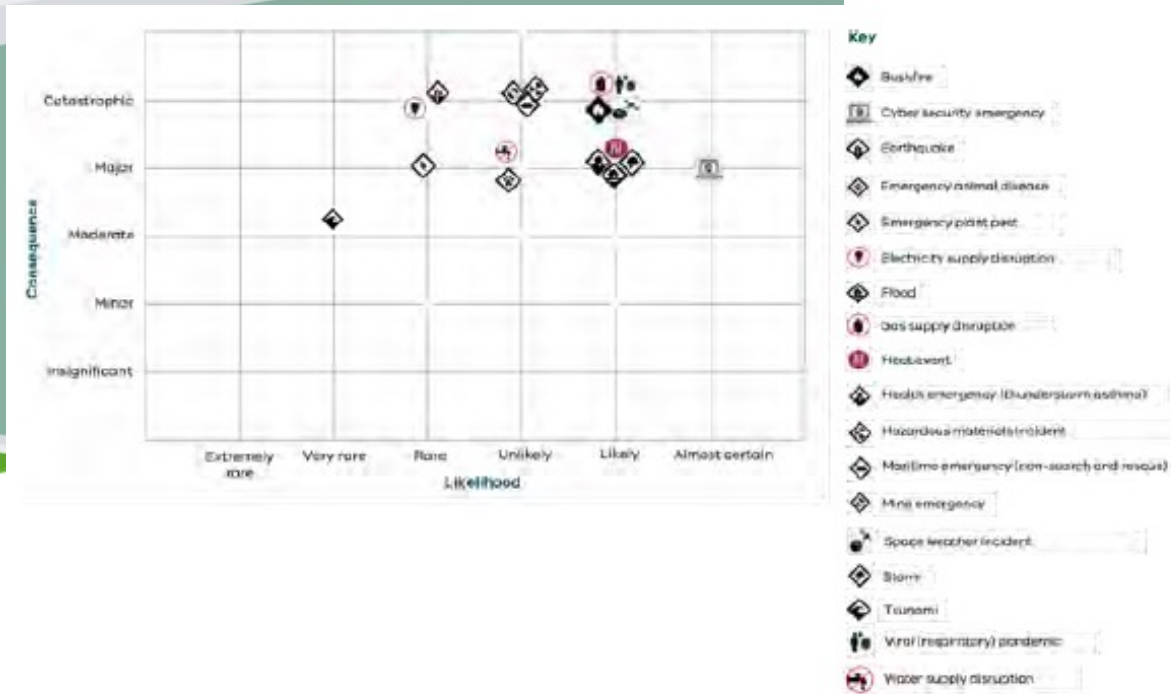 Key
Catastrophic
Major
Moderate
Minor
Insignificant
Consequence
Extremely rare
Very rare
Rare
Unlikely
Likely
Almost certain
Likelihood
Bushfire
Cyber security emergency
Earthquake
Emergency animal disease
Emergency plant pest
Electricity supply disruption
Flood
Gas supply disruption
Heat event
Health emergency (thunderstorm asthma)
Hazardous materials incident
Maritime emergency (non-search and rescue)
Mine emergency
Space weather incident
Storm
Tsunami
Viral (respiratory) pandemic
Water supply disruption